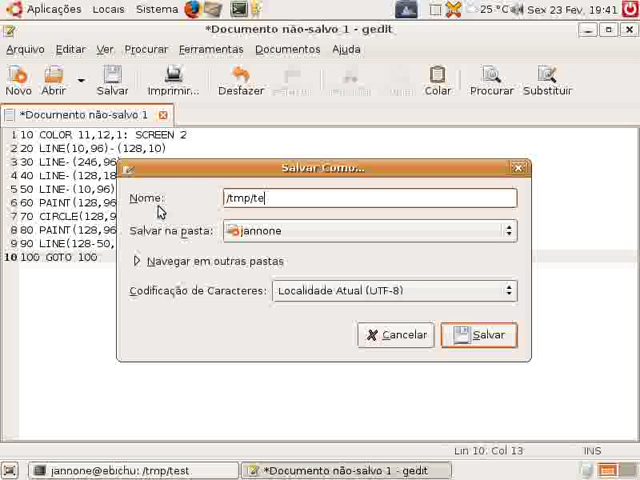 Aplicações Locais Sistema 25 °C Sex 23 Fev, 19:41
*Documento não-salvo 1 - gedit
Arquivo Editar Ver Procurar Ferramentas Documentos Ajuda
Novo Abrir Salvar Imprimir... Desfazer Colar Procurar Substituir
*Documento não-salvo 1
1 10 COLOR 11,12,1: SCREEN 2
2 20 LINE(10,96)-(128,10)
3 30 LINE-(246,96
4 40 LINE-(128,18
5 50 LINE-(10,96)
6 60 PAINT(128,9
7 70 CIRCLE(128,
8 80 PAINT(128,9
9 90 LINE(128-50,
10 100 GOTO 100
Salvar Como...
Nome: /tmp/te
Salvar na pasta: jannone
Navegar em outras pastas
Codificação de Caracteres: Localidade Atual (UTF-8)
Cancelar Salvar
Lin 10, Col 13 INS
jannone@ebichu: /tmp/test *Documento não-salvo 1 - gedit